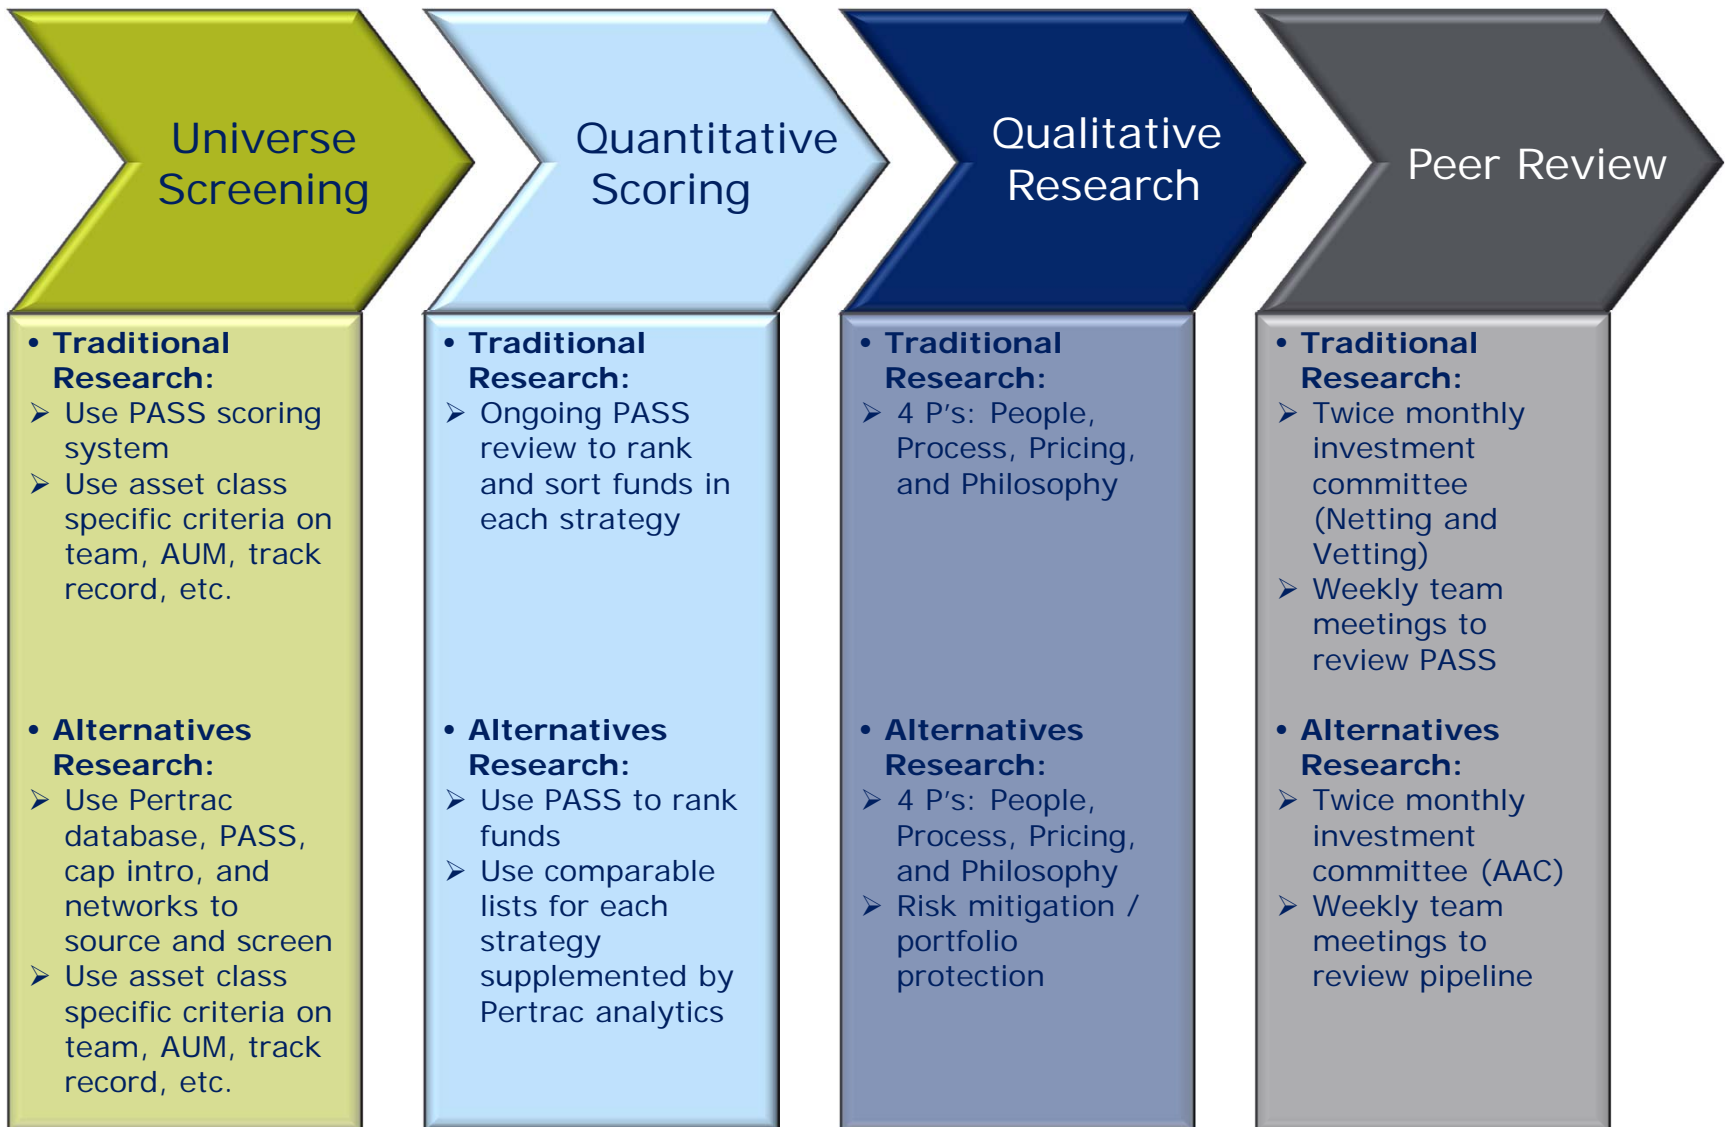 Universe
Screening
Quantitative
Scoring
Qualitative
Research
Peer Review
• Traditional
Research:
➢ Use PASS scoring
system
➢ Use asset class
specific criteria on
team, AUM, track
record, etc.
• Alternatives
Research:
➢ Use Pertrac
database, PASS,
cap intro, and
networks to
source and screen
➢ Use asset class
specific criteria on
team, AUM, track
record, etc.
• Traditional
Research:
➢ Ongoing PASS
review to rank
and sort funds in
each strategy
• Alternatives
Research:
➢ Use PASS to rank
funds
➢ Use comparable
lists for each
strategy
supplemented by
Pertrac analytics
• Traditional
Research:
➢ 4 P's: People,
Process, Pricing,
and Philosophy
• Alternatives
Research:
➢ 4 P's: People,
Process, Pricing,
and Philosophy
➢ Risk mitigation /
portfolio
protection
• Traditional
Research:
➢ Twice monthly
investment
committee
(Netting and
Vetting)
➢ Weekly team
meetings to
review PASS
• Alternatives
Research:
➢ Twice monthly
investment
committee (AAC)
➢ Weekly team
meetings to
review pipeline